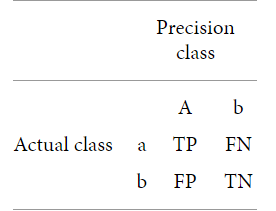 Precision
class
A b
Actual class a TP FN
b FP TN